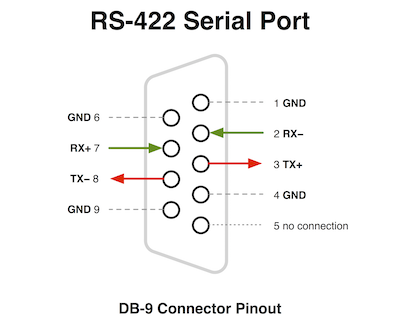 RS-422 Serial Port
1 GND
GND 6
2 RX–
RX+ 7
3 TX+
TX– 8
4 GND
GND 9
5 no connection
DB-9 Connector Pinout